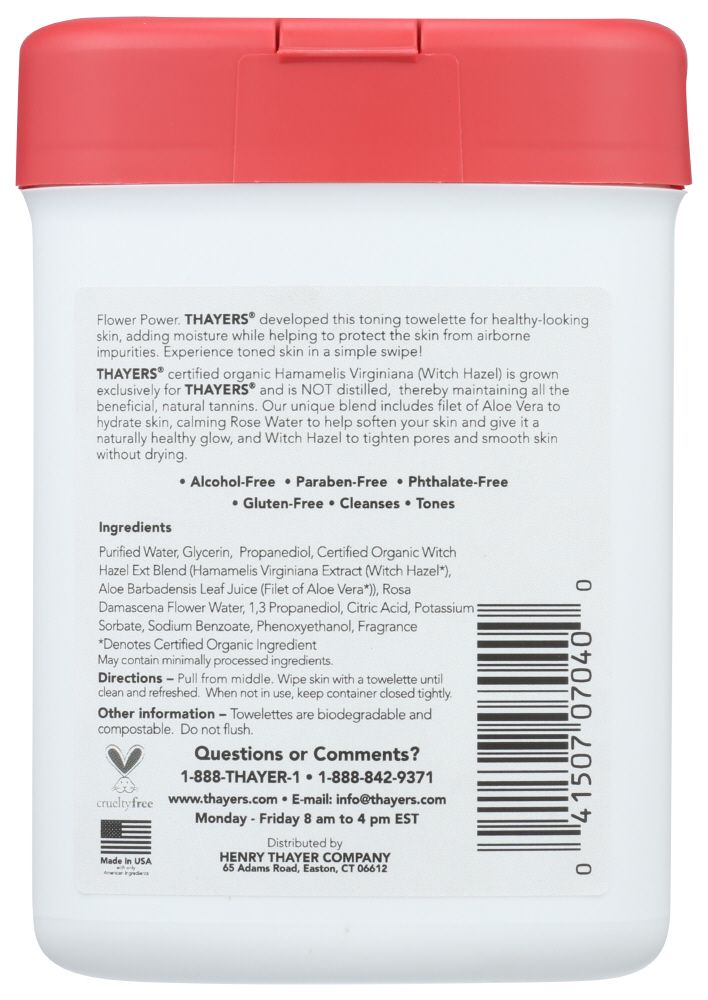 Flower Power. THAYERS® developed this toning towelette for healthy-looking
skin, adding moisture while helping to protect the skin from airborne
impurities. Experience toned skin in a simple swipe!
THAYERS® certified organic Hamamelis Virginiana (Witch Hazel) is grown
exclusively for THAYERS® and is NOT distilled, thereby maintaining all the
beneficial, natural tannins. Our unique blend includes filet of Aloe Vera to
hydrate skin, calming Rose Water to help soften your skin and give it a
naturally healthy glow, and Witch Hazel to tighten pores and smooth skin
without drying.
• Alcohol-Free • Paraben-Free • Phthalate-Free
• Gluten-Free • Cleanses • Tones
Ingredients
Purified Water, Glycerin, Propanediol, Certified Organic Witch
Hazel Ext Blend (Hamamelis Virginiana Extract (Witch Hazel*),
Aloe Barbadensis Leaf Juice (Filet of Aloe Vera*)), Rosa
Damascena Flower Water, 1,3 Propanediol, Citric Acid, Potassium
Sorbate, Sodium Benzoate, Phenoxyethanol, Fragrance
*Denotes Certified Organic Ingredient
May contain minimally processed ingredients.
Directions – Pull from middle. Wipe skin with a towelette until
clean and refreshed. When not in use, keep container closed tightly.
Other information – Towelettes are biodegradable and
compostable. Do not flush.
crueltyfree
Made in USA
with only
American ingredients
Questions or Comments?
1-888-THAYER-1 • 1-888-842-9371
www.thayers.com • E-mail: info@thayers.com
Monday - Friday 8 am to 4 pm EST
Distributed by
HENRY THAYER COMPANY
65 Adams Road, Easton, CT 06612
0 41507 07040 0